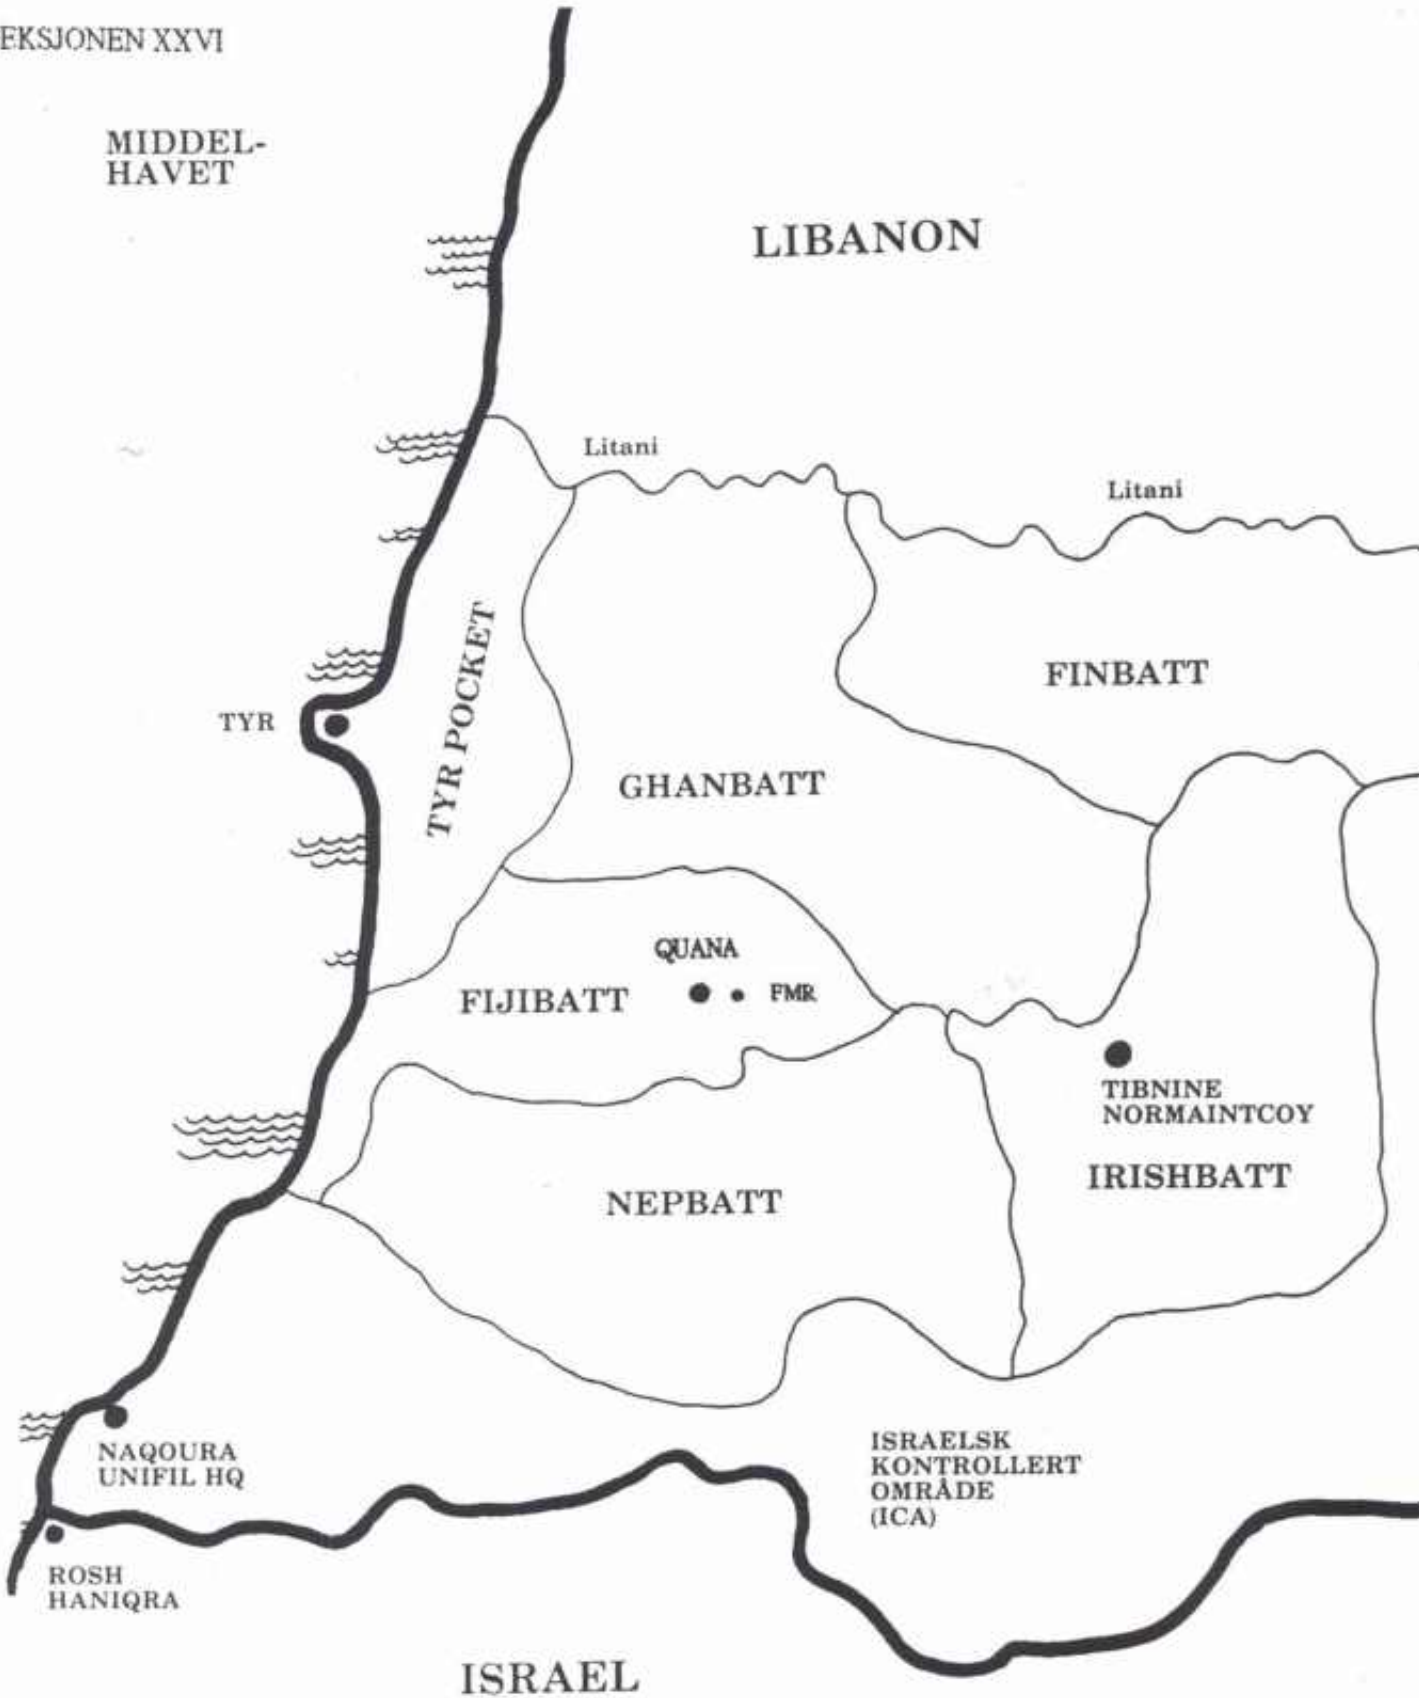 EKSJONEN XXVI
MIDDEL-
HAVET
LIBANON
Litani
Litani
TYR POCKET
FINBATT
TYR
GHANBATT
QUANA
FIJIBATT
FMR
TIBNINE
NORMAINTCOY
IRISHBATT
NEPBATT
NAQOURA
UNIFIL HQ
ISRAELSK
KONTROLLERT
OMRÅDE
(ICA)
ROSH
HANIQRA
ISRAEL